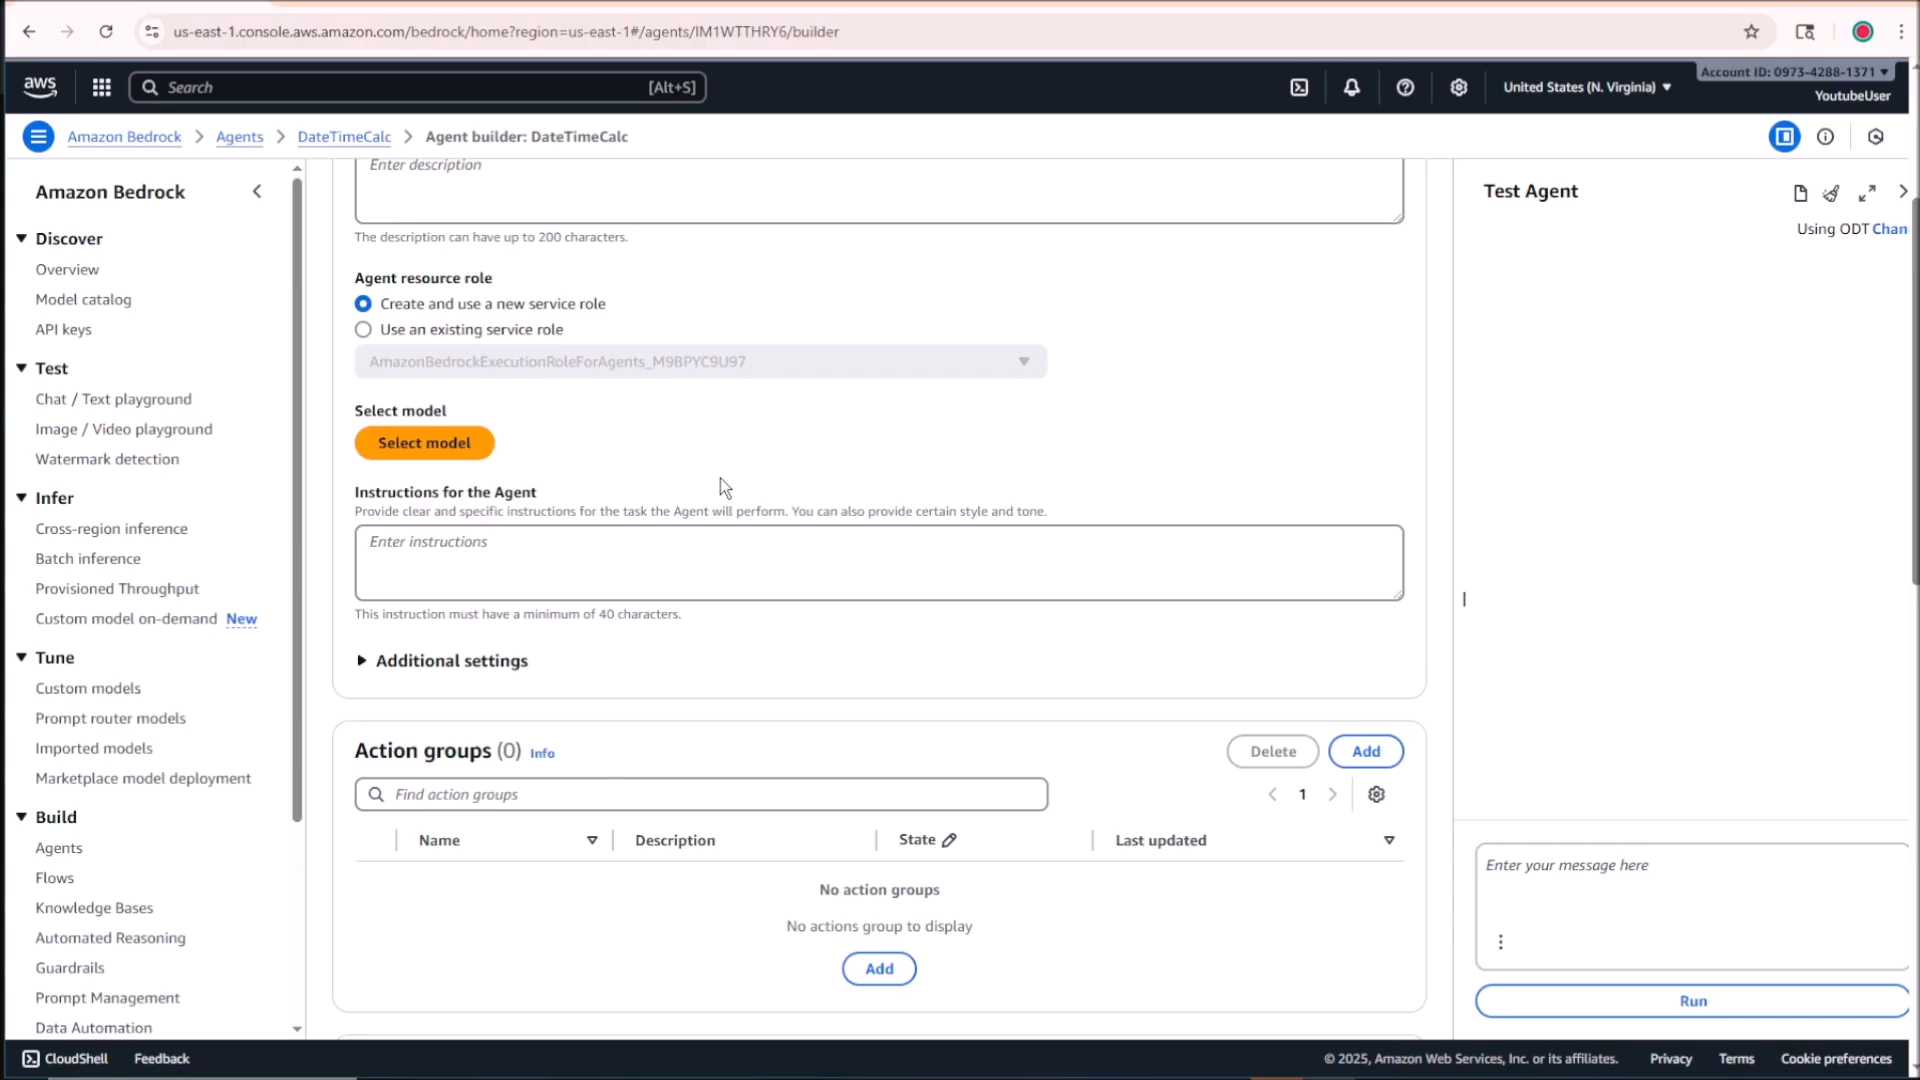 us-east-1.console.aws.amazon.com/bedrock/home?region=us-east-1#/agents/IM1WTTHRY6/builder
aws
Search
[Alt+S]
United States (N. Virginia)
Account ID: 0973-4288-1371
YoutubeUser
Amazon Bedrock
Agents
DateTimeCalc
Agent builder: DateTimeCalc
Amazon Bedrock
Discover
Overview
Model catalog
API keys
Test
Chat / Text playground
Image / Video playground
Watermark detection
Infer
Cross-region inference
Batch inference
Provisioned Throughput
Custom model on-demand New
Tune
Custom models
Prompt router models
Imported models
Marketplace model deployment
Build
Agents
Flows
Knowledge Bases
Automated Reasoning
Guardrails
Prompt Management
Data Automation
Enter description
The description can have up to 200 characters.
Agent resource role
Create and use a new service role
Use an existing service role
AmazonBedrockExecutionRoleForAgents_M9BPYC9U97
Select model
Select model
Instructions for the Agent
Provide clear and specific instructions for the task the Agent will perform. You can also provide certain style and tone.
Enter instructions
This instruction must have a minimum of 40 characters.
Additional settings
Action groups (0) Info
Delete
Add
Find action groups
1
Name
Description
State
Last updated
No action groups
No actions group to display
Add
Test Agent
Using ODT Chan
Enter your message here
Run
CloudShell
Feedback
© 2025, Amazon Web Services, Inc. or its affiliates.
Privacy
Terms
Cookie preferences